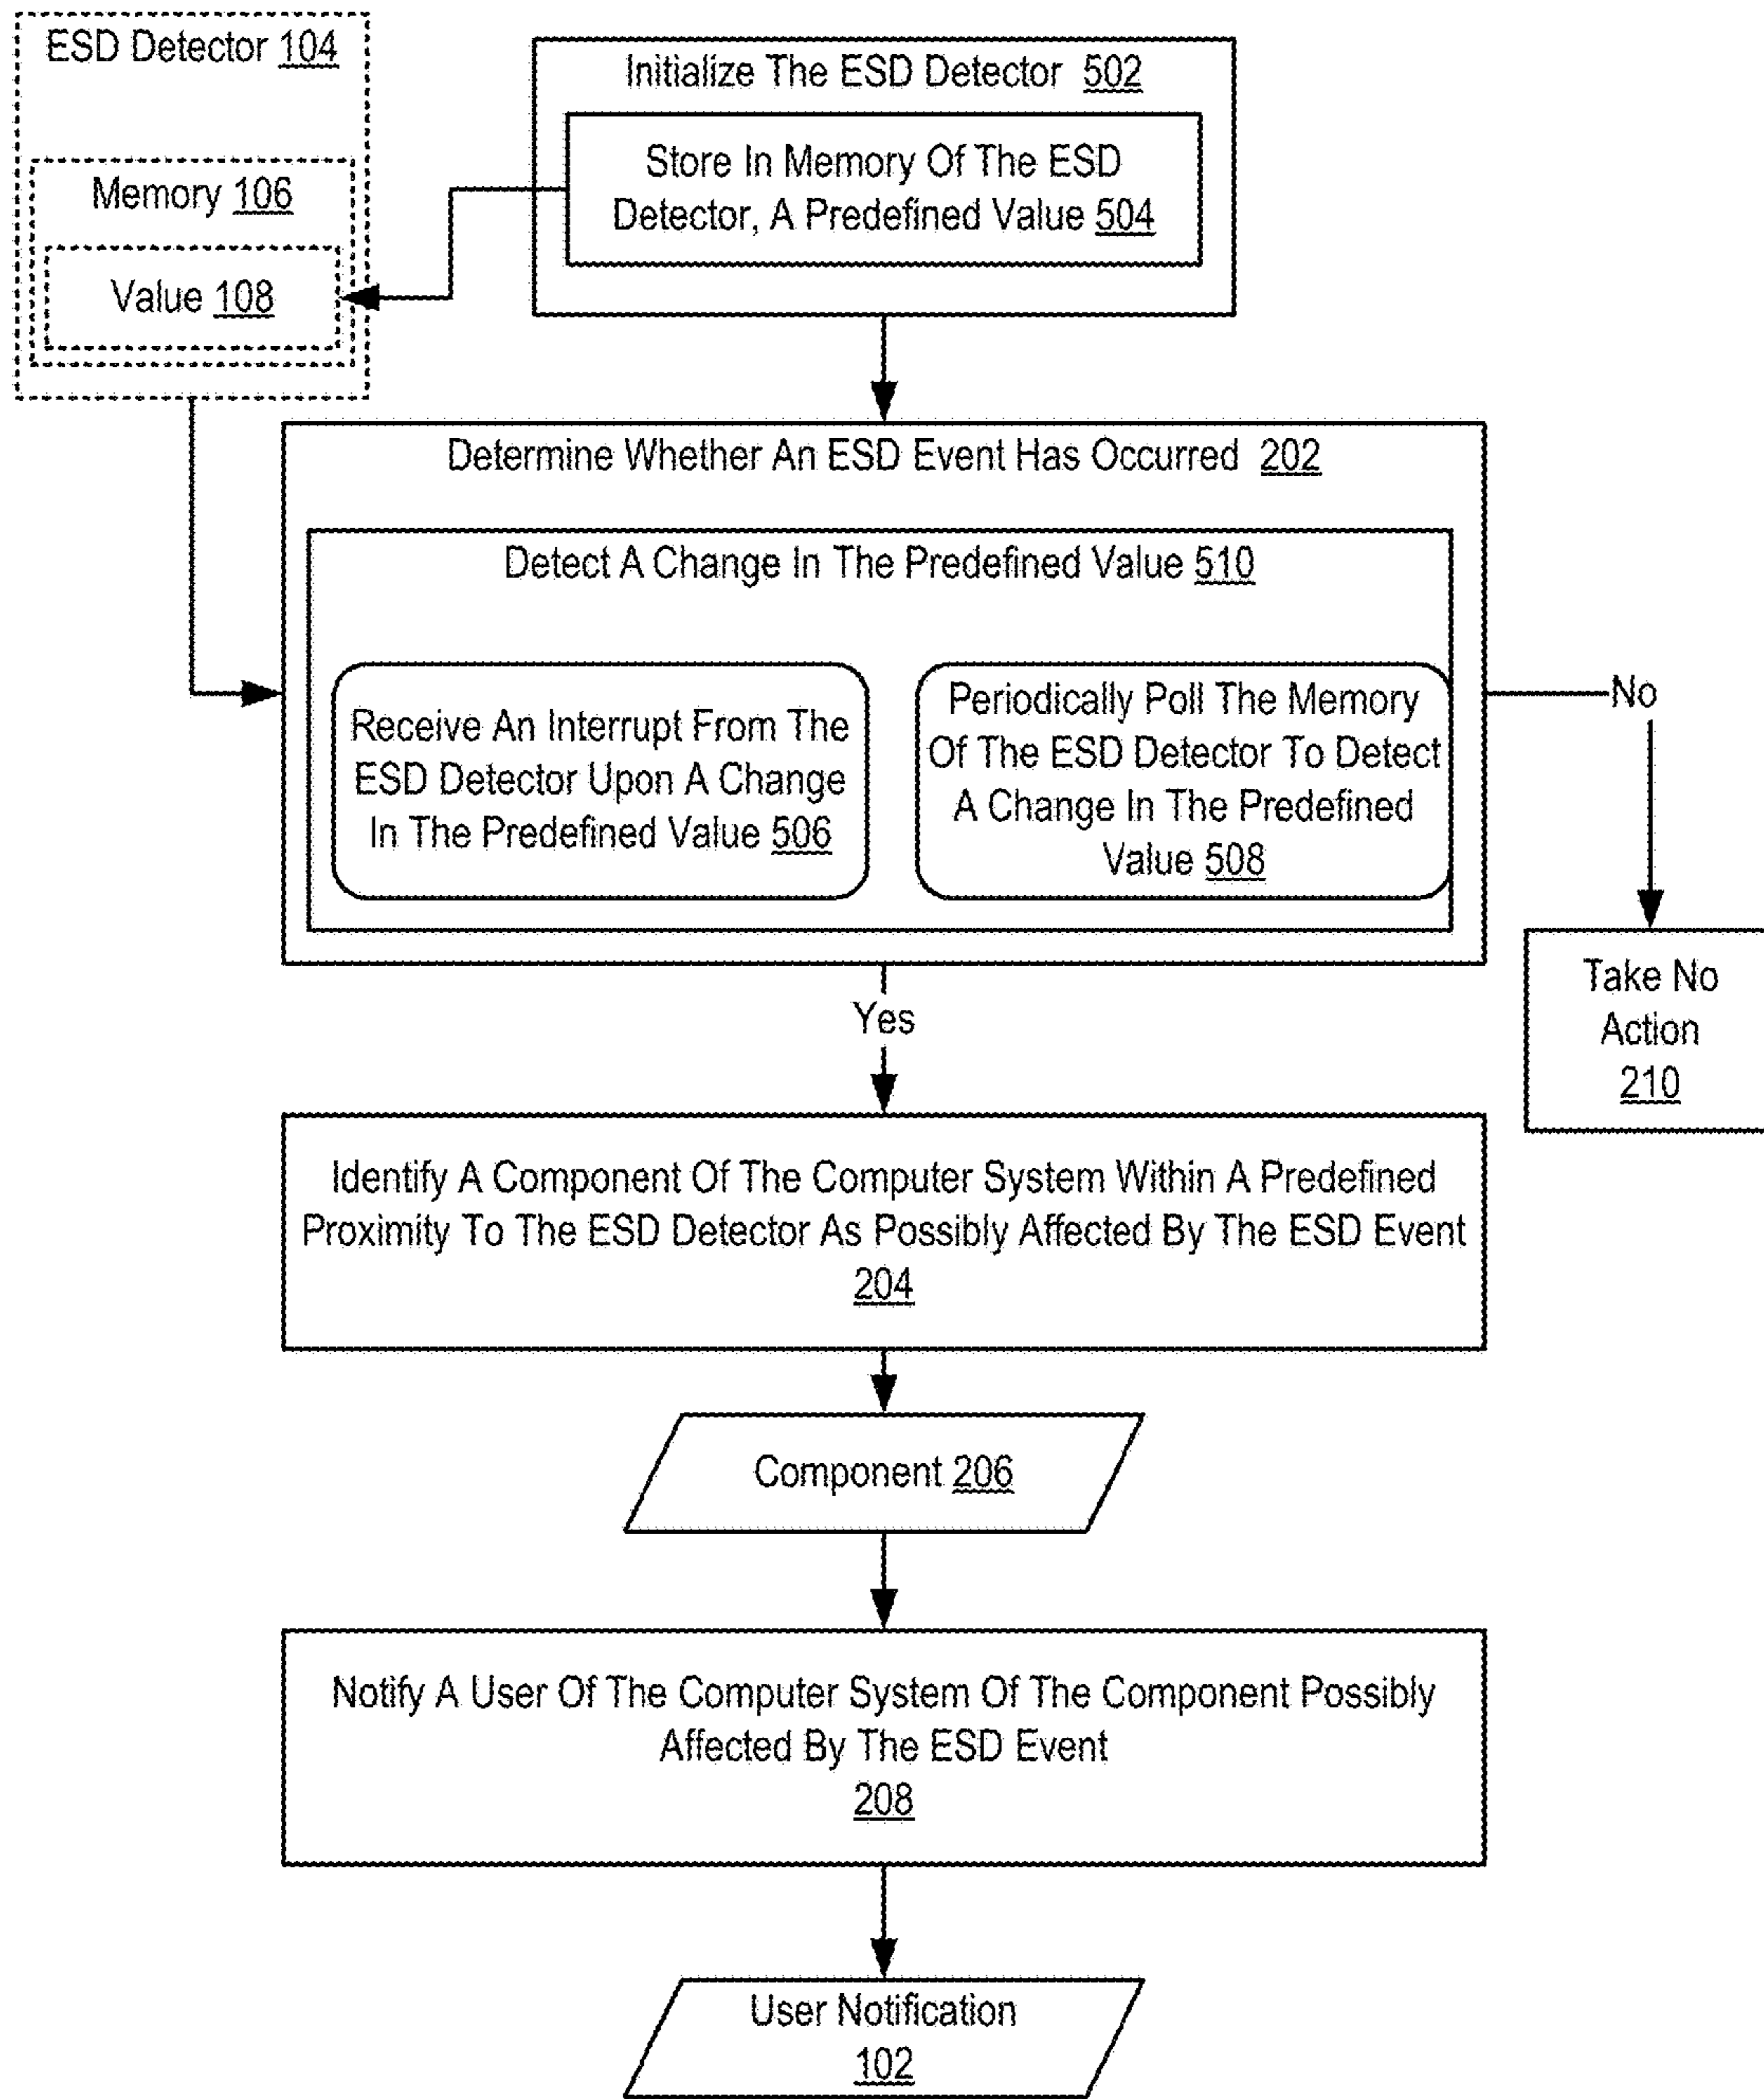 ESD Detector 104
Memory 106
Value 108
Initialize The ESD Detector 502
Store In Memory Of The ESD
Detector, A Predefined Value 504
Determine Whether An ESD Event Has Occurred 202
Detect A Change In The Predefined Value 510
Receive An Interrupt From The
ESD Detector Upon A Change
In The Predefined Value 506
Periodically Poll The Memory
Of The ESD Detector To Detect
A Change In The Predefined
Value 508
No
Take No
Action
210
Yes
Identify A Component Of The Computer System Within A Predefined
Proximity To The ESD Detector As Possibly Affected By The ESD Event
204
Component 206
Notify A User Of The Computer System Of The Component Possibly
Affected By The ESD Event
208
User Notification
102